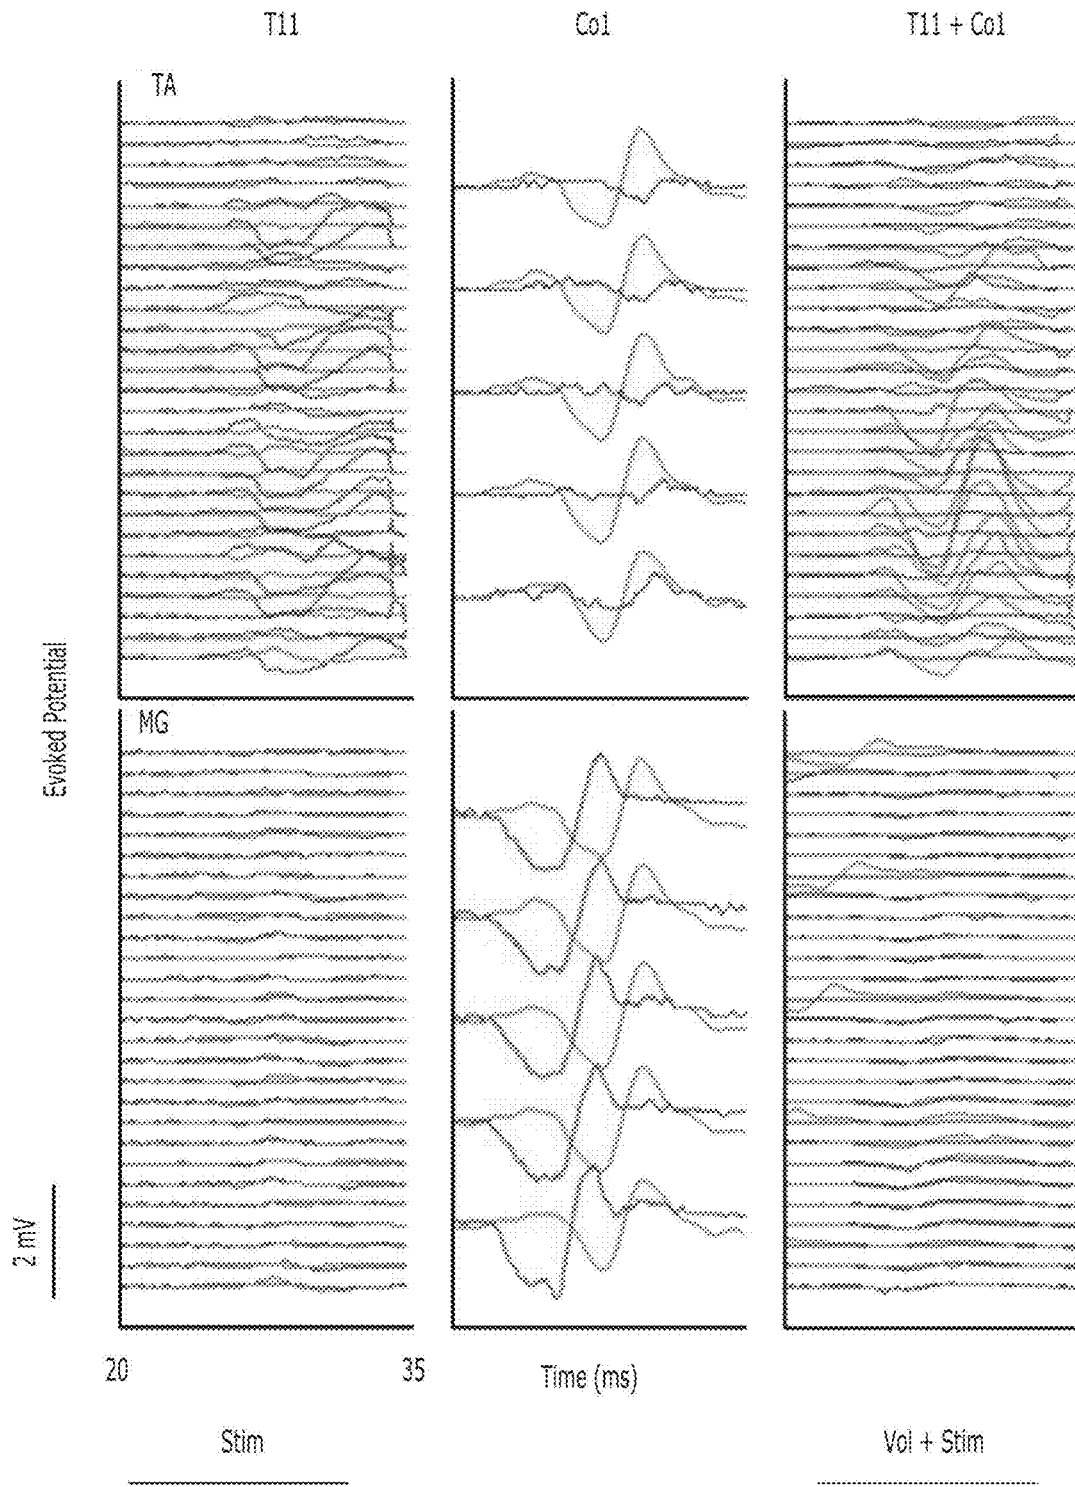 T11
Co1
T11 + Co1
TA
MG
Evoked Potential
2 mV
20
35
Time (ms)
Stim
Vol + Stim